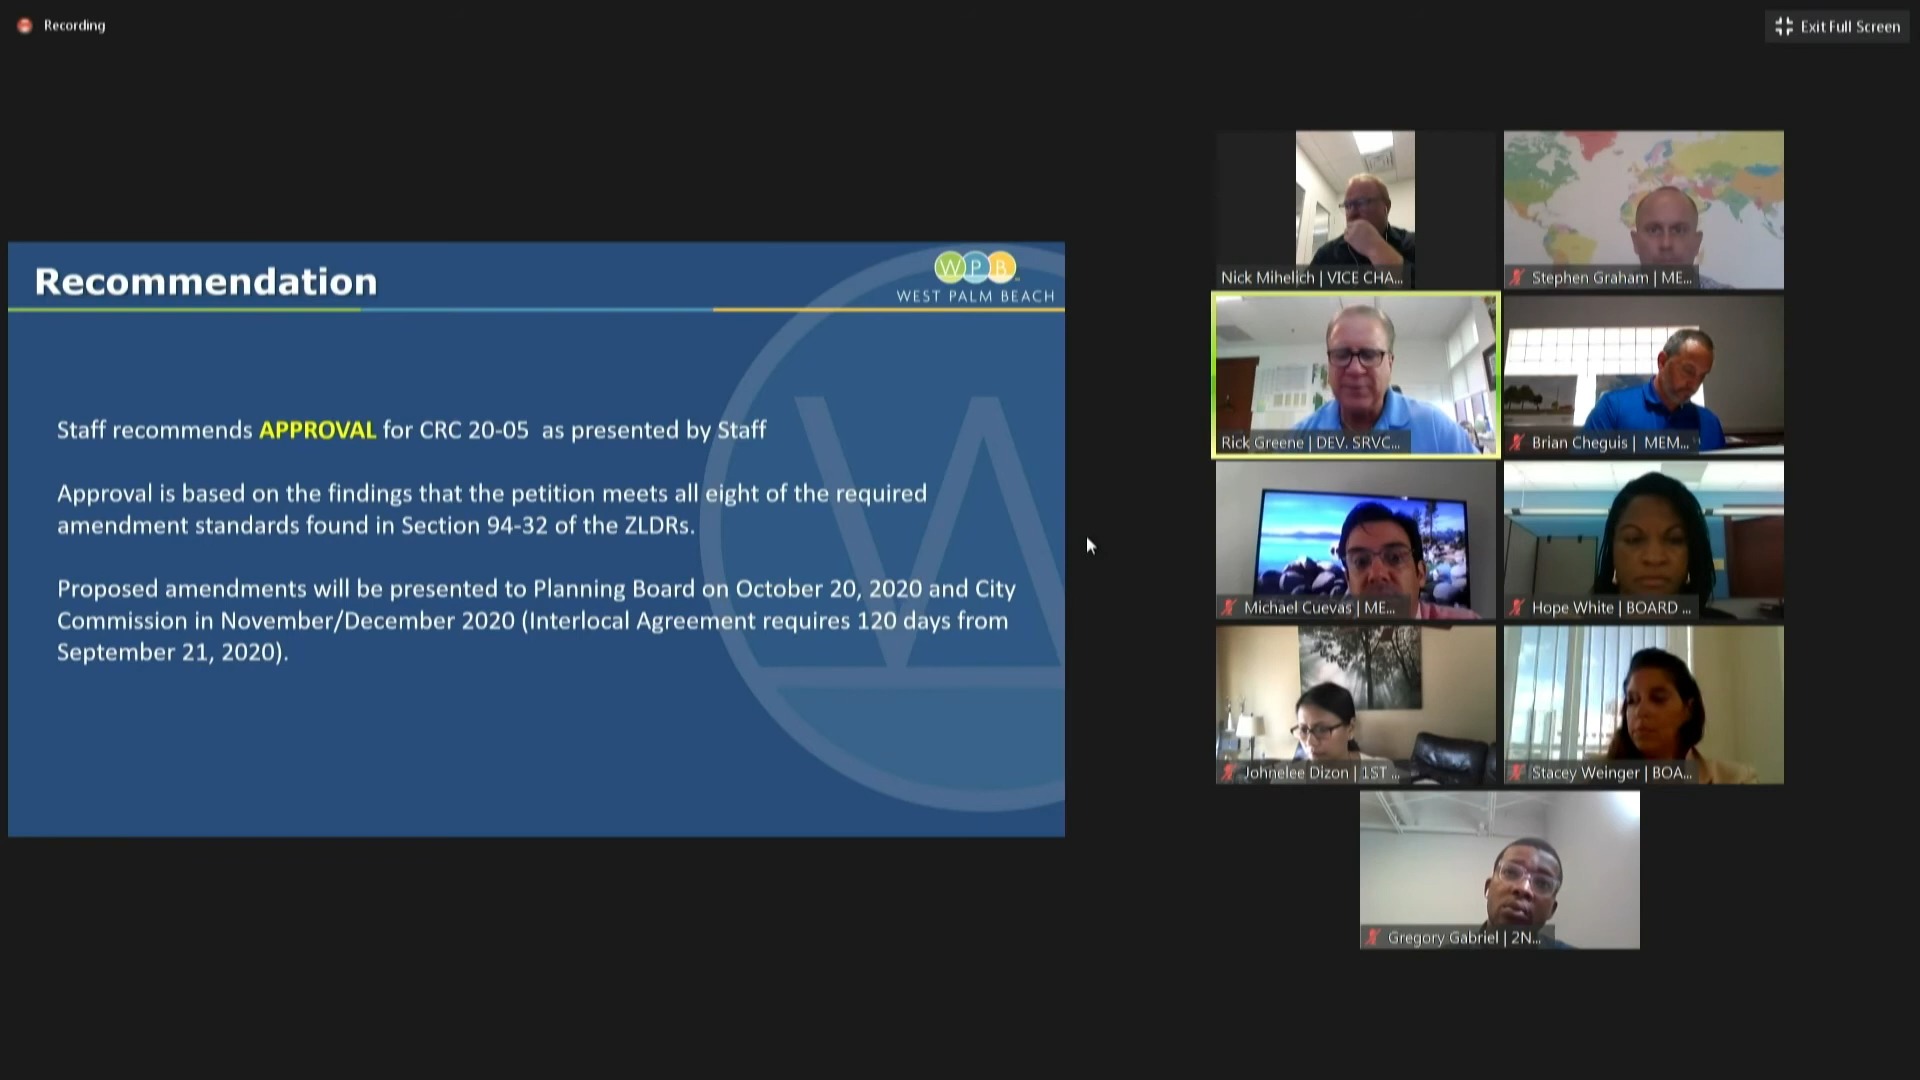 Recording
Exit Full Screen
Recommendation
WPB
WEST PALM BEACH
Staff recommends APPROVAL for CRC 20-05 as presented by Staff
Approval is based on the findings that the petition meets all eight of the required
amendment standards found in Section 94-32 of the ZLDRs.
Proposed amendments will be presented to Planning Board on October 20, 2020 and City
Commission in November/December 2020 (Interlocal Agreement requires 120 days from
September 21, 2020).
Nick Mihelich | VICE CHA...
Stephen Graham | ME...
Rick Greene | DEV. SRVC...
Brian Cheguis | MEM...
Michael Cuevas | ME...
Hope White | BOARD ...
Johnelee Dizon | 1ST ...
Stacey Weinger | BOA...
Gregory Gabriel | 2N...